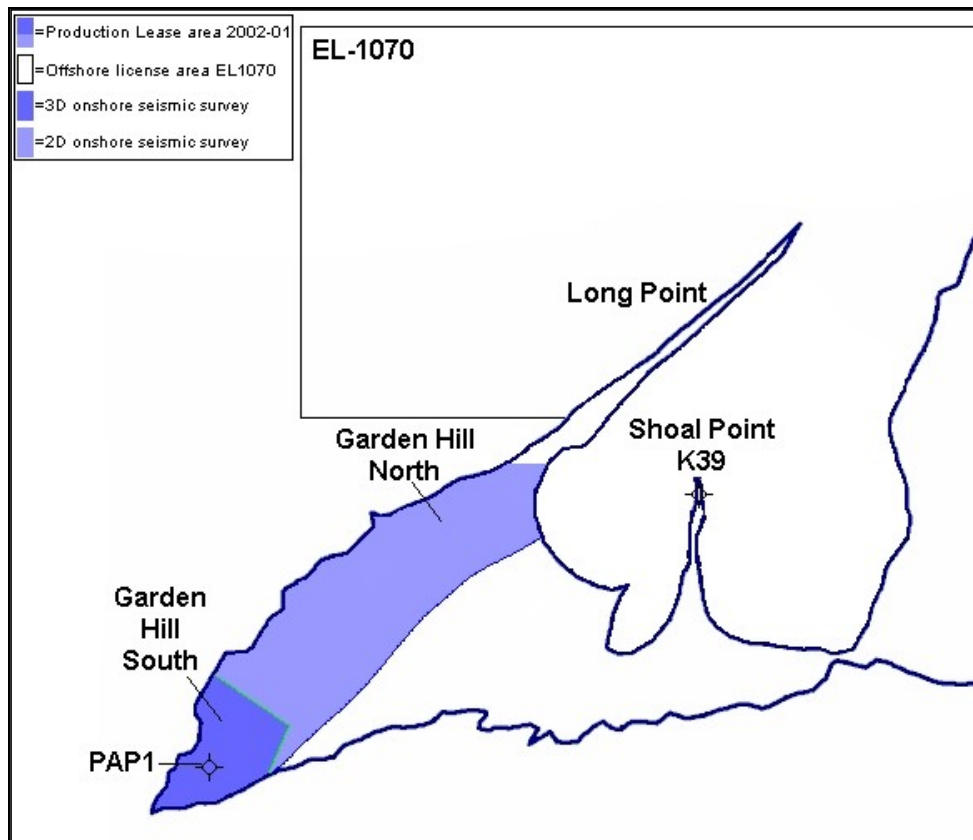 =Production Lease area 2002-01
=Offshore license area EL1070
=3D onshore seismic survey
=2D onshore seismic survey
EL-1070
Long Point
Garden Hill
North
Shoal Point
K39
Garden
Hill
South
PAP1